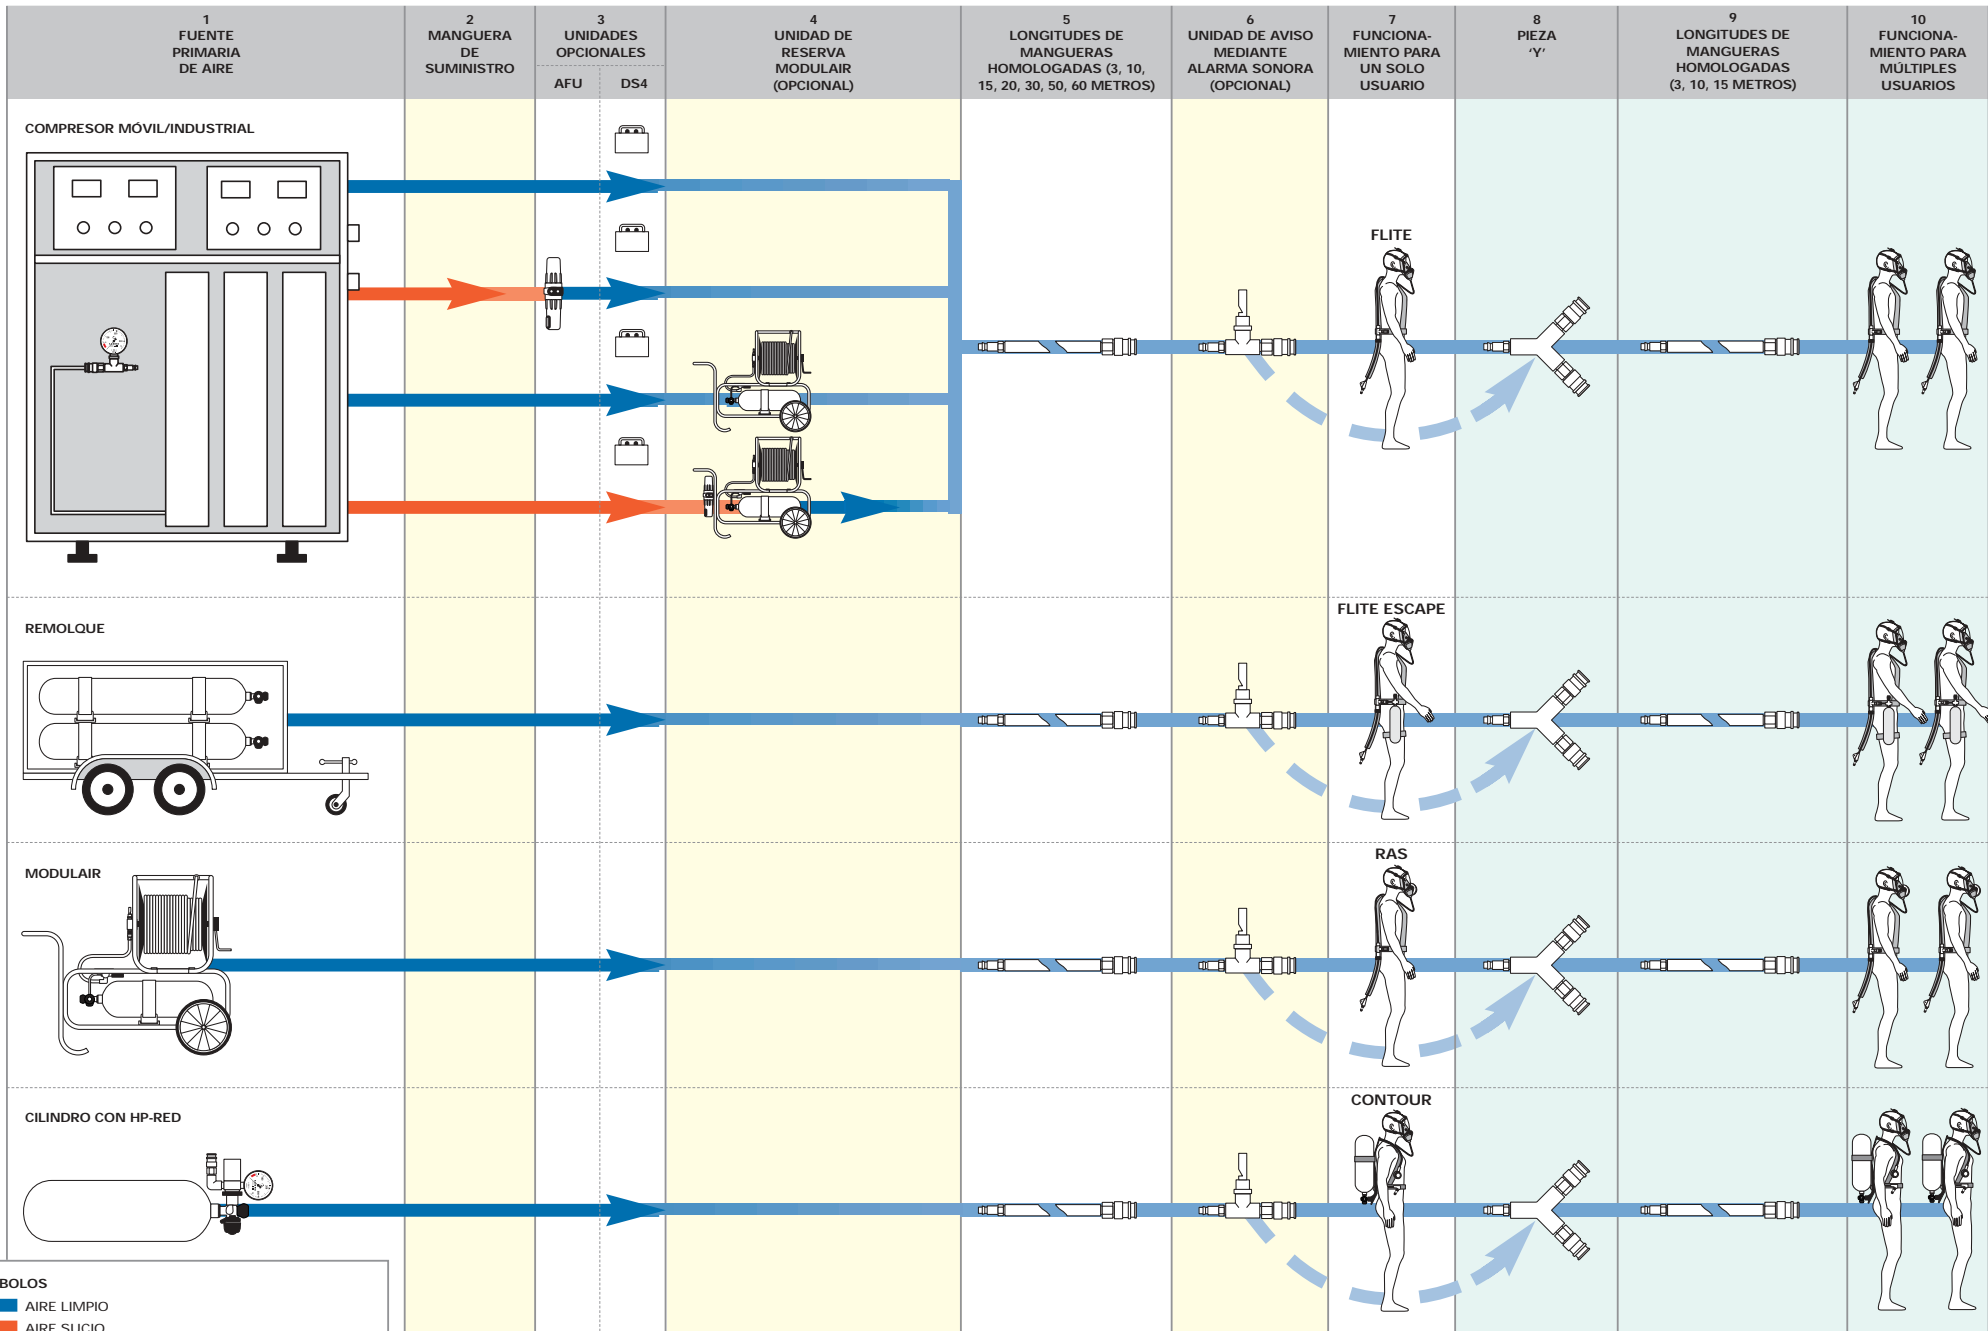 1
FUENTE
PRIMARIA
DE AIRE
2
MANGUERA
DE
SUMINISTRO
3
UNIDADES
OPCIONALES
AFU
DS4
4
UNIDAD DE
RESERVA
MODULAIR
(OPCIONAL)
5
LONGITUDES DE
MANGUERAS
HOMOLOGADAS (3, 10,
15, 20, 30, 50, 60 METROS)
6
UNIDAD DE AVISO
MEDIANTE
ALARMA SONORA
(OPCIONAL)
7
FUNCIONA-
MIENTO PARA
UN SOLO
USUARIO
8
PIEZA
‘Y’
9
LONGITUDES DE
MANGUERAS
HOMOLOGADAS
(3, 10, 15 METROS)
10
FUNCIONA-
MIENTO PARA
MÚLTIPLES
USUARIOS
COMPRESOR MÓVIL/INDUSTRIAL
FLITE
REMOLQUE
FLITE ESCAPE
MODULAIR
RAS
CILINDRO CON HP-RED
CONTOUR
BOLOS
AIRE LIMPIO
AIRE SUCIO